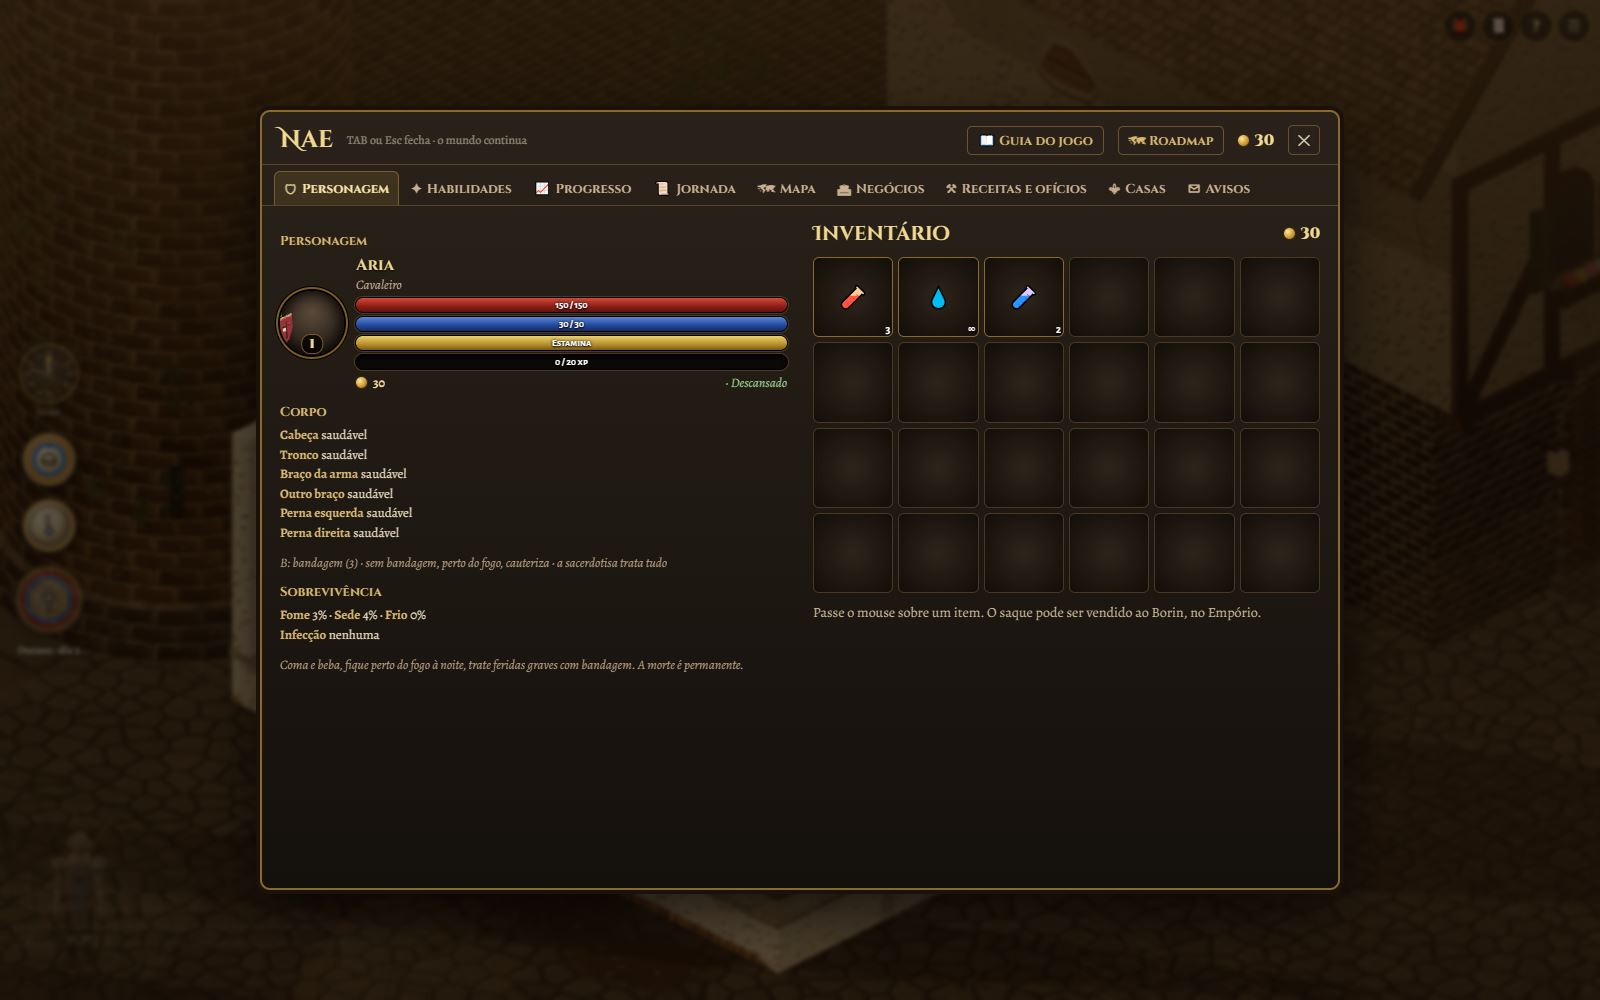 NAE TAB ou Esc fecha · o mundo continua GUIA DO JOGO ROADMAP 30
PERSONAGEM HABILIDADES PROGRESSO JORNADA MAPA NEGÓCIOS RECEITAS E OFÍCIOS CASAS AVISOS
PERSONAGEM
ARIA
Cavaleiro
150 / 150
30 / 30
ESTAMINA
0 / 20 XP
1
30 · Descansado
CORPO
Cabeça saudável
Tronco saudável
Braço da arma saudável
Outro braço saudável
Perna esquerda saudável
Perna direita saudável
B: bandagem (3) · sem bandagem, perto do fogo, cauteriza · a sacerdotisa trata tudo
SOBREVIVÊNCIA
Fome 3% · Sede 4% · Frio 0%
Infecção nenhuma
Coma e beba, fique perto do fogo à noite, trate feridas graves com bandagem. A morte é permanente.
INVENTÁRIO 30
3 ∞ 2
Passe o mouse sobre um item. O saque pode ser vendido ao Borin, no Empório.